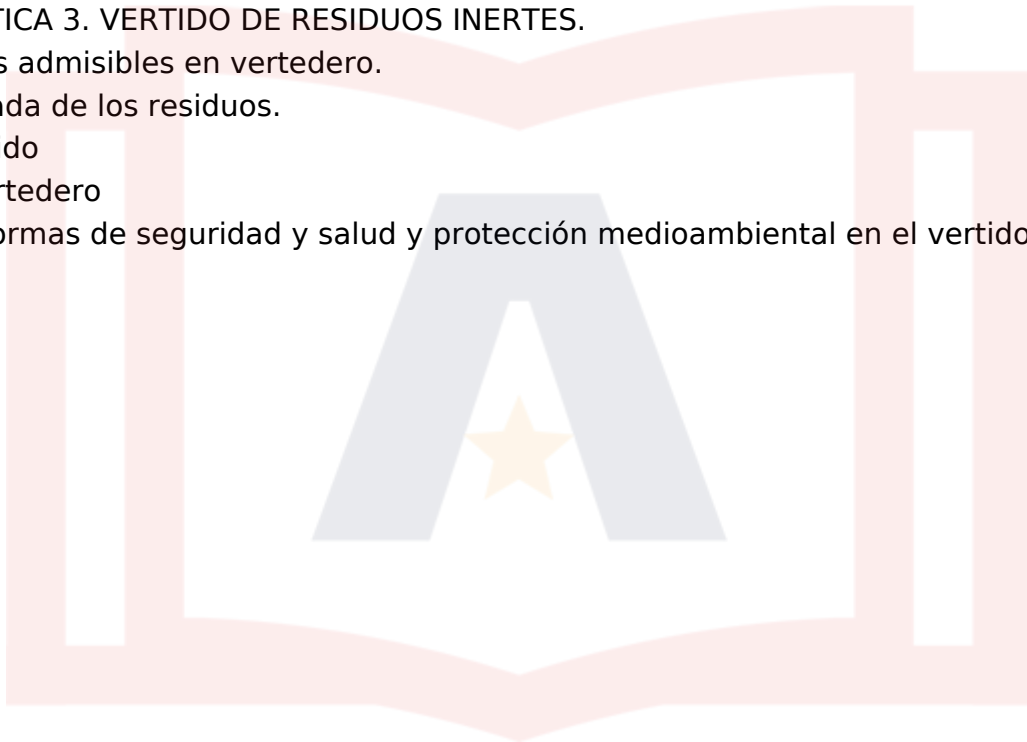 TICA 3. VERTIDO DE RESIDUOS INERTES.
s admisibles en vertedero.
ada de los residuos.
do
rtedero
ormas de seguridad y salud y protección medioambiental en el vertido